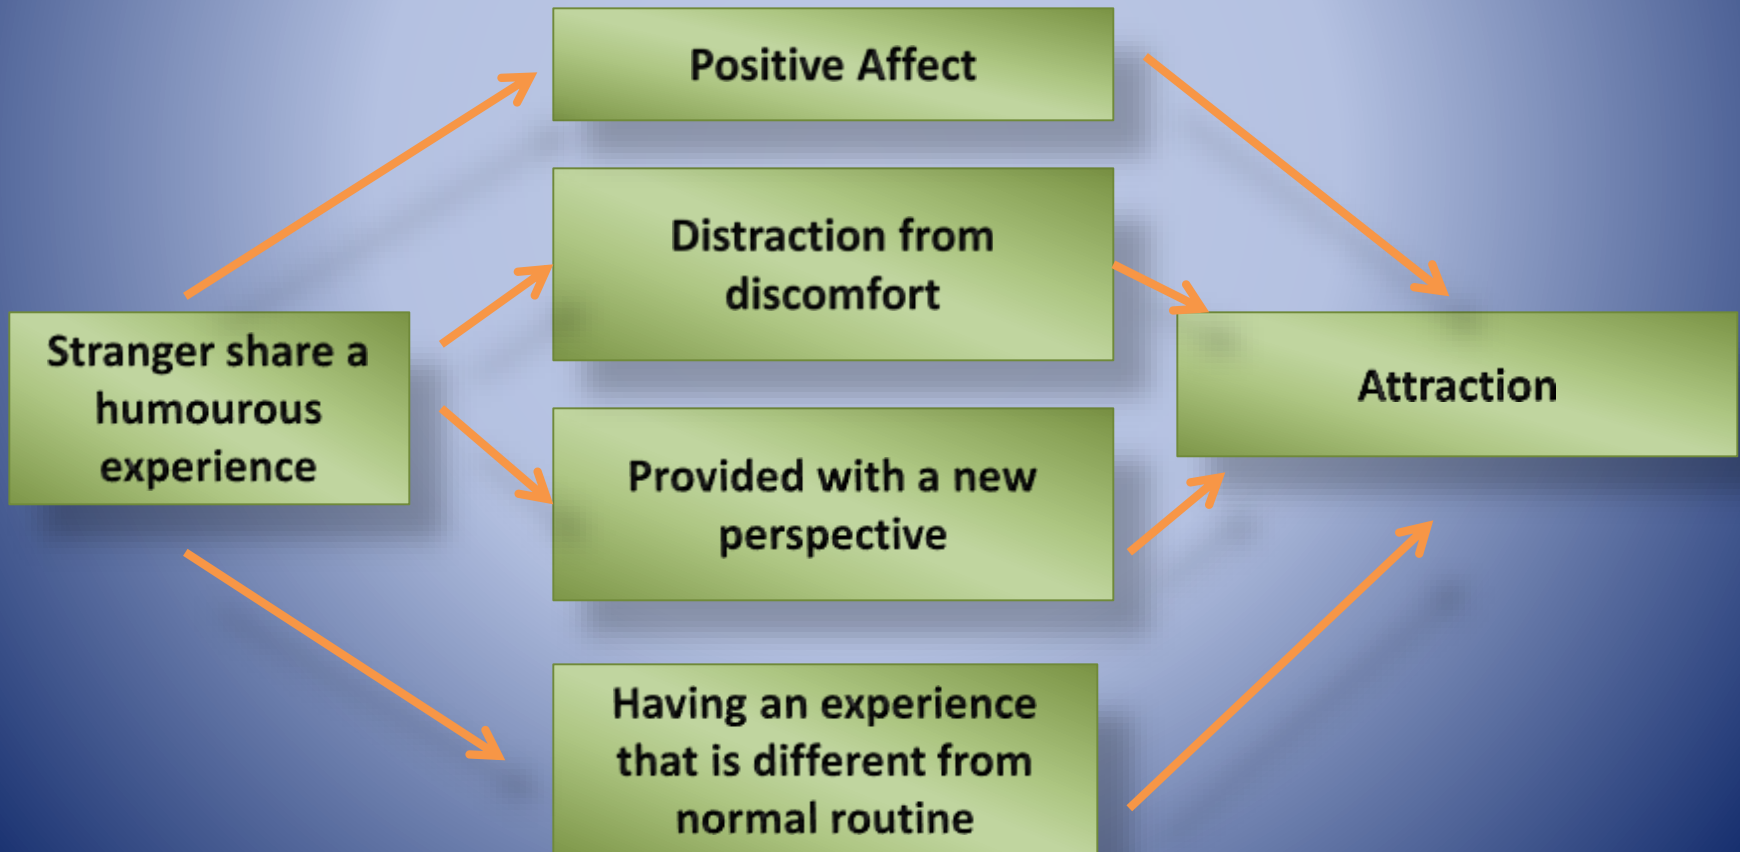 Positive Affect
Distraction from
discomfort
Stranger share a
humourous
experience
Attraction
Provided with a new
perspective
Having an experience
that is different from
normal routine